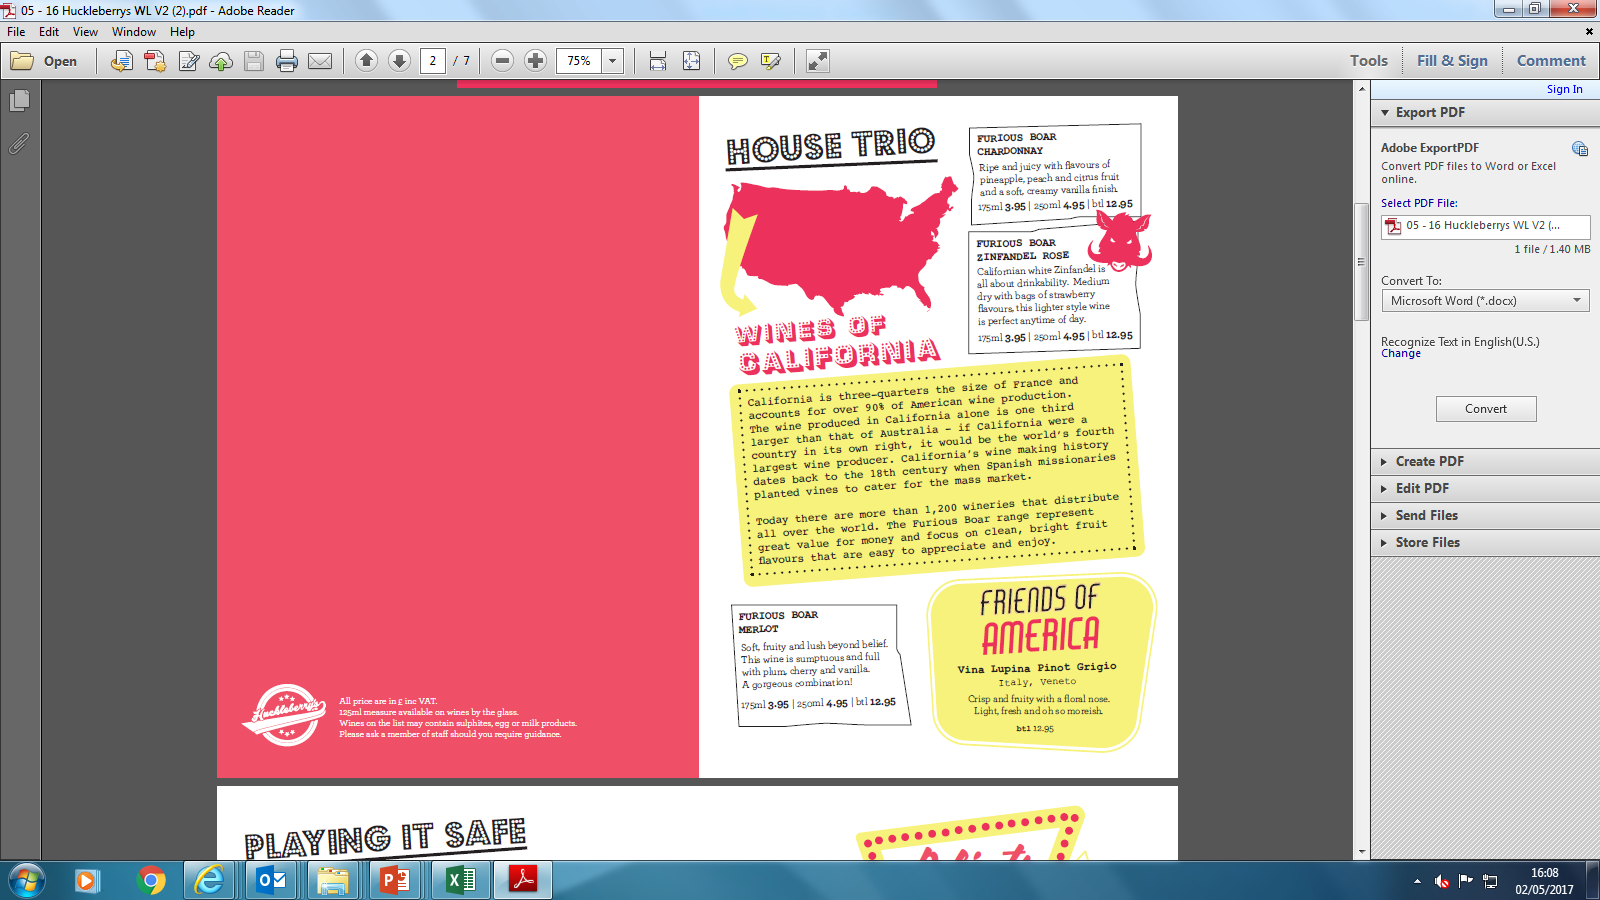 05 - 16 Huckleberrys WL V2 (2).pdf - Adobe Reader
File Edit View Window Help
Open
2 / 7
75%
Tools Fill & Sign Comment
Sign In
Export PDF
Adobe ExportPDF
Convert PDF files to Word or Excel
online.
Select PDF File:
05 - 16 Huckleberrys WL V2 (...
1 file / 1.40 MB
Convert To:
Microsoft Word (*.docx)
Recognize Text in English(U.S.)
Change
Convert
Create PDF
Edit PDF
Send Files
Store Files
Huckleberrys
All price are in £ inc VAT.
125ml measure available on wines by the glass.
Wines on the list may contain sulphites, egg or milk products.
Please ask a member of staff should you require guidance.
HOUSE TRIO
WINES OF
CALIFORNIA
FURIOUS BOAR
CHARDONNAY
Ripe and juicy with flavours of
pineapple, peach and citrus fruit
and a soft, creamy vanilla finish.
175ml 3.95 | 250ml 4.95 | btl 12.95
FURIOUS BOAR
ZINFANDEL ROSE
Californian white Zinfandel is
all about drinkability. Medium
dry with bags of strawberry
flavours, this lighter style wine
is perfect anytime of day.
175ml 3.95 | 250ml 4.95 | btl 12.95
California is three-quarters the size of France and
accounts for over 90% of American wine production.
The wine produced in California alone is one third
larger than that of Australia - if California were a
country in its own right, it would be the world's fourth
largest wine producer. California's wine making history
dates back to the 18th century when Spanish missionaries
planted vines to cater for the mass market.
Today there are more than 1,200 wineries that distribute
all over the world. The Furious Boar range represent
great value for money and focus on clean, bright fruit
flavours that are easy to appreciate and enjoy.
FURIOUS BOAR
MERLOT
Soft, fruity and lush beyond belief.
This wine is sumptuous and full
with plum, cherry and vanilla.
A gorgeous combination!
175ml 3.95 | 250ml 4.95 | btl 12.95
FRIENDS OF
AMERICA
Vina Lupina Pinot Grigio
Italy, Veneto
Crisp and fruity with a floral nose.
Light, fresh and oh so moreish.
btl 12.95
PLAYING IT SAFE
16:08
02/05/2017